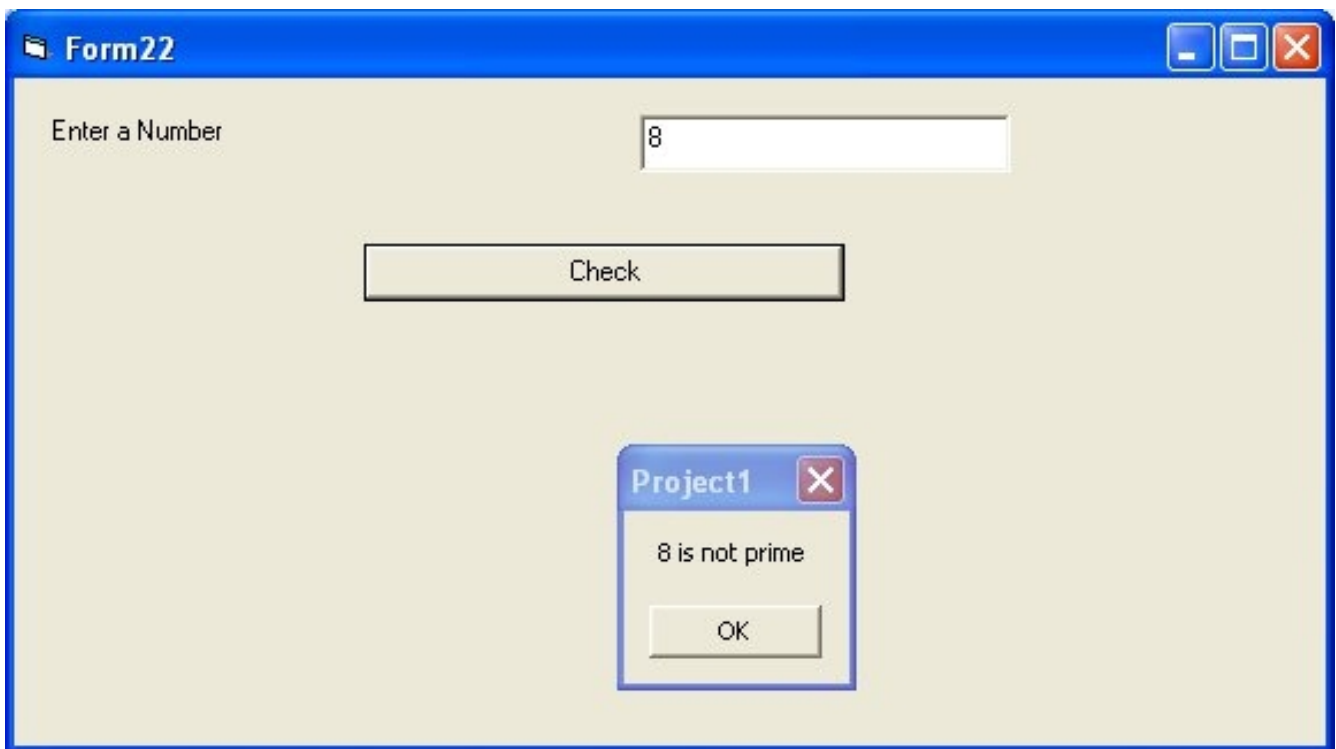 Form22
Enter a Number
8
Check
Project1
8 is not prime
OK